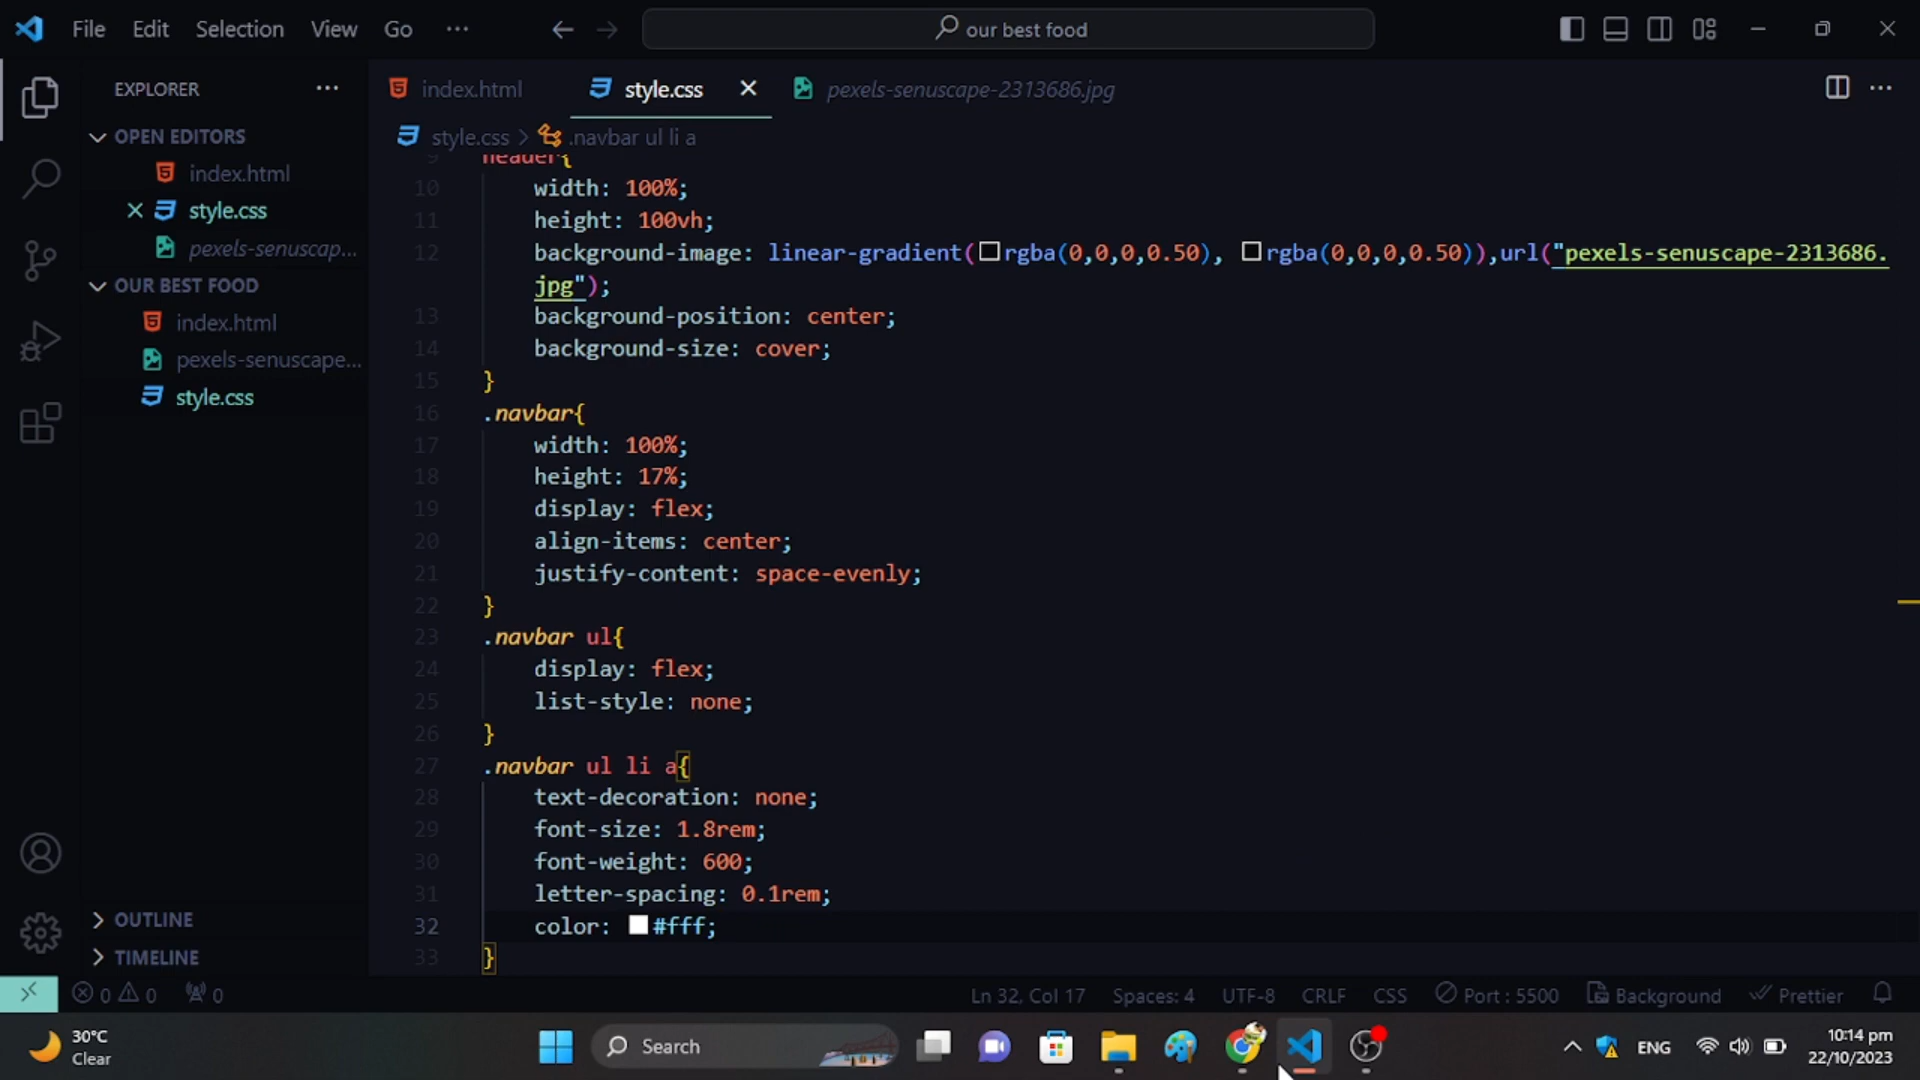 File Edit Selection View Go ···
our best food
EXPLORER ···
OPEN EDITORS
index.html
style.css
pexels-senuscap...
OUR BEST FOOD
index.html
pexels-senuscape...
style.css
OUTLINE
TIMELINE
index.html style.css pexels-senuscape-2313686.jpg
style.css > .navbar ul li a
9 header{
10 width: 100%;
11 height: 100vh;
12 background-image: linear-gradient(rgba(0,0,0,0.50), rgba(0,0,0,0.50)),url("pexels-senuscape-2313686.
jpg");
13 background-position: center;
14 background-size: cover;
15 }
16 .navbar{
17 width: 100%;
18 height: 17%;
19 display: flex;
20 align-items: center;
21 justify-content: space-evenly;
22 }
23 .navbar ul{
24 display: flex;
25 list-style: none;
26 }
27 .navbar ul li a{
28 text-decoration: none;
29 font-size: 1.8rem;
30 font-weight: 600;
31 letter-spacing: 0.1rem;
32 color: #fff;
33 }
0 0 0 Ln 32, Col 17 Spaces: 4 UTF-8 CRLF CSS Port : 5500 Background Prettier
30°C
Clear
Search
ENG
10:14 pm
22/10/2023